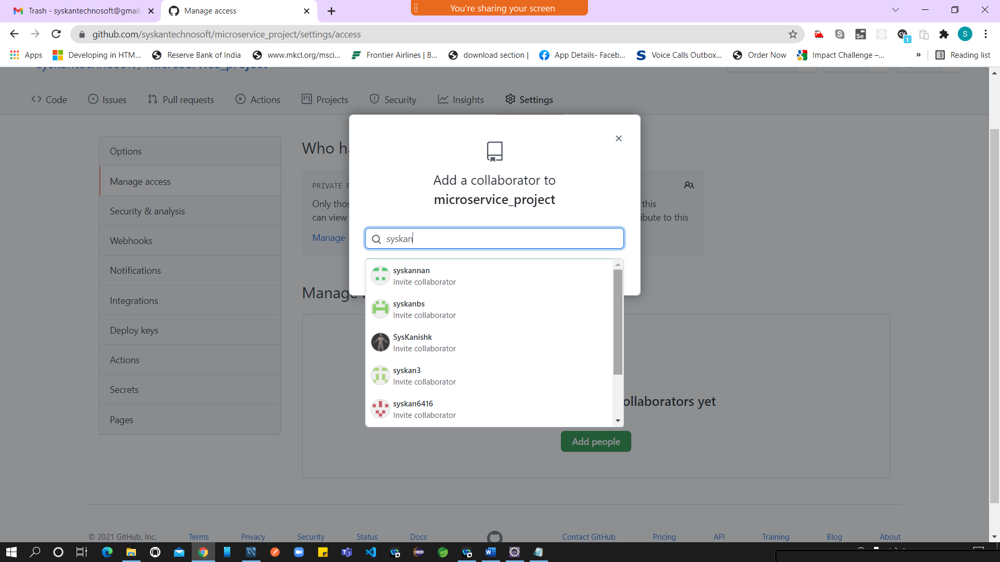 Trash - syskantechnosoft@gmail.
Manage access
You're sharing your screen
github.com/syskantechnosoft/microservice_project/settings/access
S
1
Apps
Developing in HTM...
Reserve Bank of India
www.mkcl.org/msci...
Frontier Airlines | B...
download section |
App Details- Faceb...
Voice Calls Outbox...
Order Now
Impact Challenge –...
»
Reading list
syskantechnosoft / microservice_project
Code
Issues
Pull requests
Actions
Projects
Security
Insights
Settings
Options
Manage access
Security & analysis
Webhooks
Notifications
Integrations
Deploy keys
Actions
Secrets
Pages
Who ha
PRIVATE
Only thos
can view
Manage
this
ibute to this
Manage
ollaborators yet
Add people
Add a collaborator to
microservice_project
syskan
syskannan
Invite collaborator
syskanbs
Invite collaborator
SysKanishk
Invite collaborator
syskan3
Invite collaborator
syskan6416
Invite collaborator
© 2021 GitHub, Inc.
Terms
Privacy
Security
Status
Docs
Contact GitHub
Pricing
API
Training
Blog
About